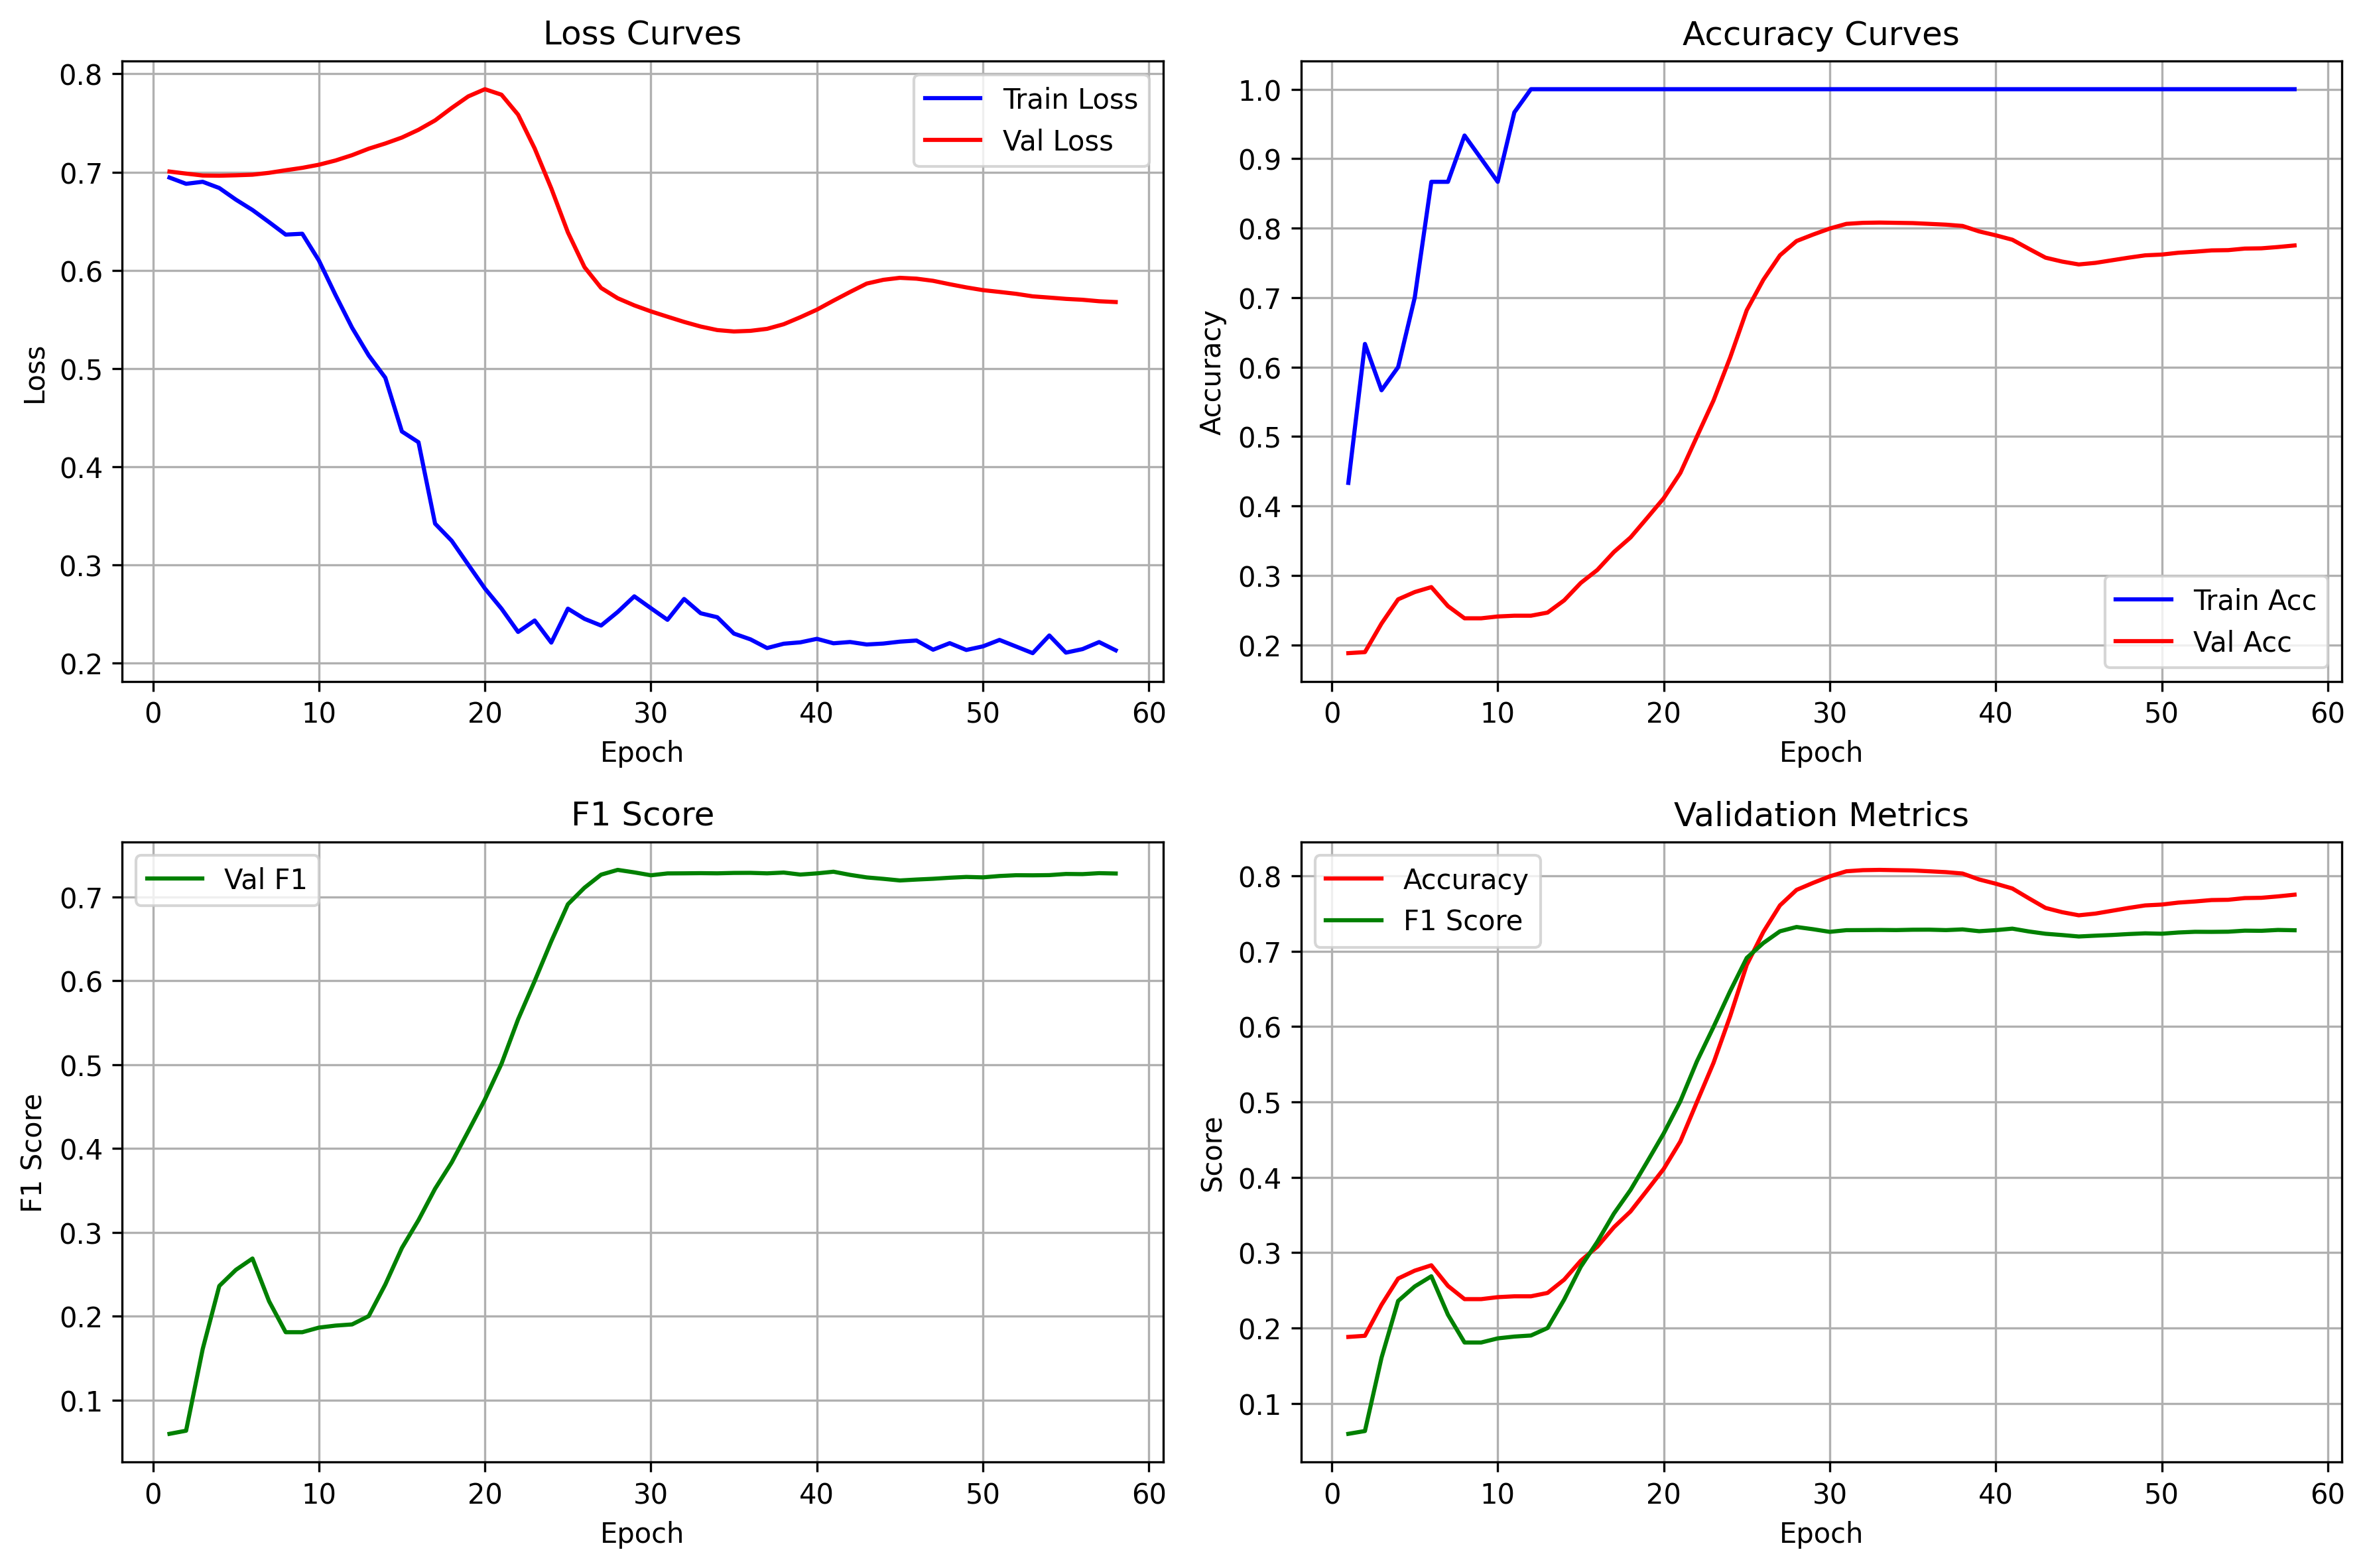 Loss Curves
0.8
0.7
0.6
0.5
0.4
0.3
0.2
Loss
Train Loss
Val Loss
0 10 20 30 40 50 60
Epoch
Accuracy Curves
1.0
0.9
0.8
0.7
0.6
0.5
0.4
0.3
0.2
Accuracy
Train Acc
Val Acc
0 10 20 30 40 50 60
Epoch
F1 Score
Val F1
0.7
0.6
0.5
0.4
0.3
0.2
0.1
F1 Score
0 10 20 30 40 50 60
Epoch
Validation Metrics
Accuracy
F1 Score
0.8
0.7
0.6
0.5
0.4
0.3
0.2
0.1
Score
0 10 20 30 40 50 60
Epoch